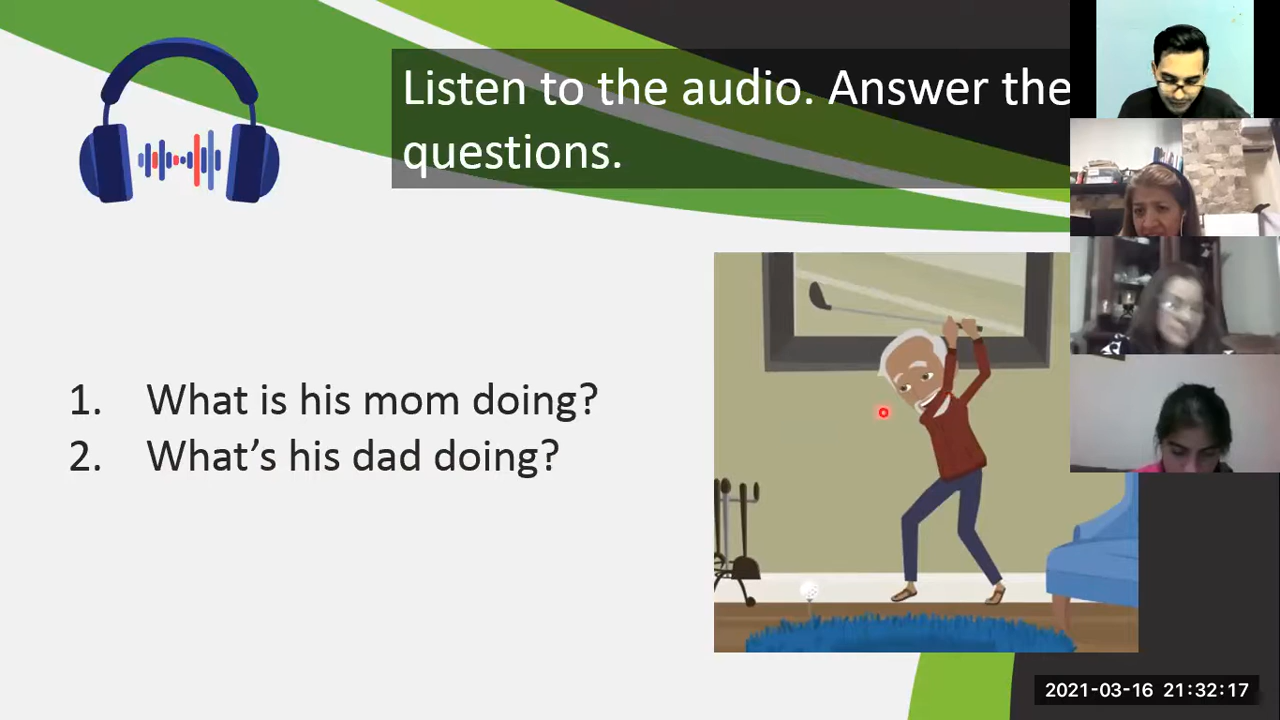 Listen to the audio. Answer the
questions.
1. What is his mom doing?
2. What's his dad doing?
2021-03-16 21:32:17